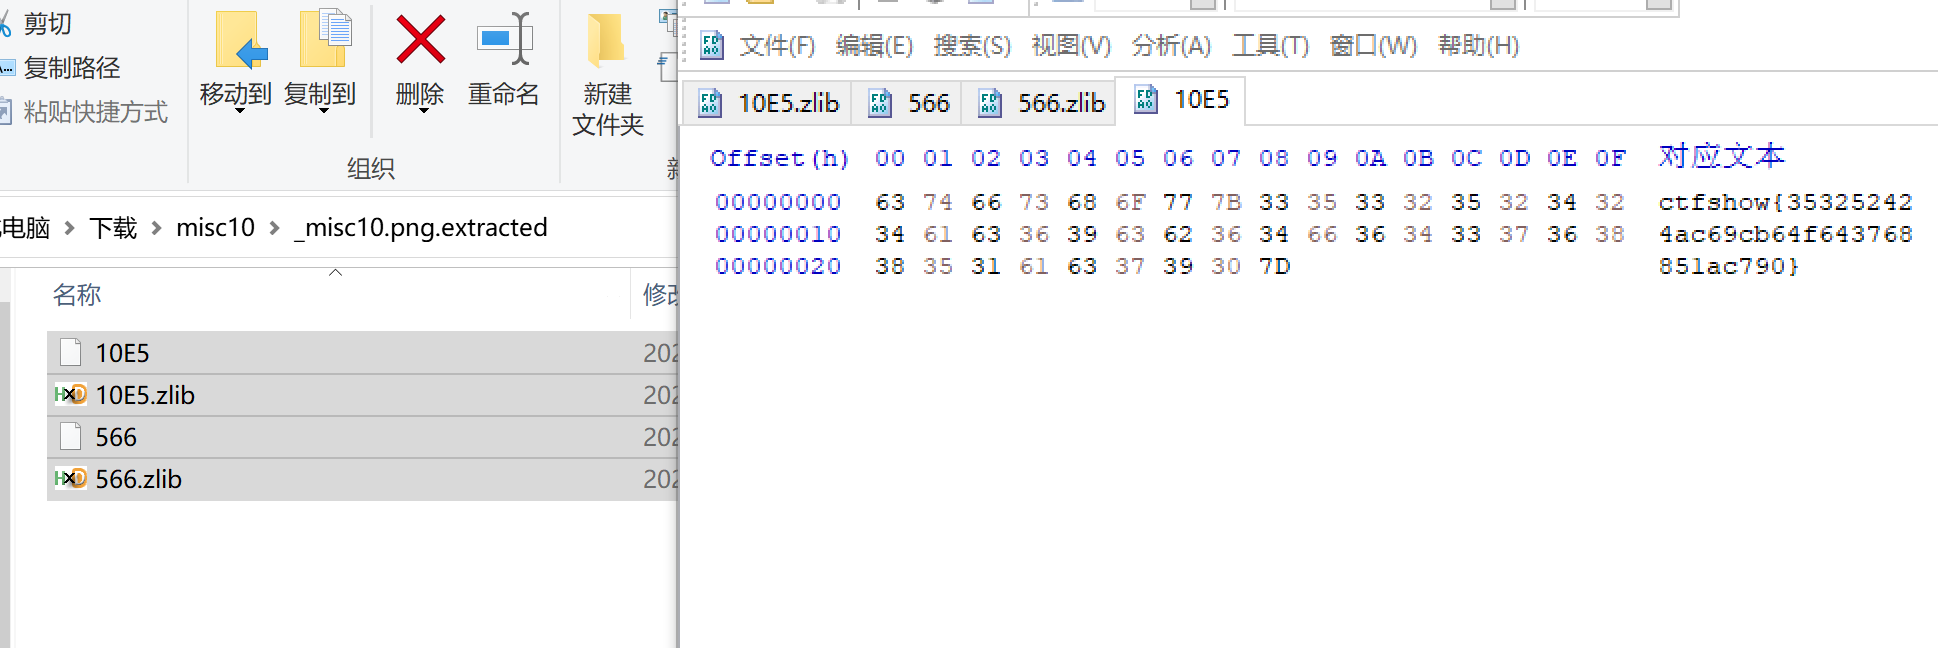 剪切
复制路径
粘贴快捷方式
移动到 复制到 删除 重命名 新建
文件夹
组织
电脑 下载 misc10 _misc10.png.extracted
名称
10E5
10E5.zlib
566
566.zlib
文件(F) 编辑(E) 搜索(S) 视图(V) 分析(A) 工具(T) 窗口(W) 帮助(H)
10E5.zlib 566 566.zlib 10E5
Offset(h) 00 01 02 03 04 05 06 07 08 09 0A 0B 0C 0D 0E 0F 对应文本
00000000 63 74 66 73 68 6F 77 7B 33 35 33 32 35 32 34 32 ctfshow{35325242
00000010 34 61 63 36 39 63 62 36 34 66 36 34 33 37 36 38 4ac69cb64f643768
00000020 38 35 31 61 63 37 39 30 7D 851ac790}